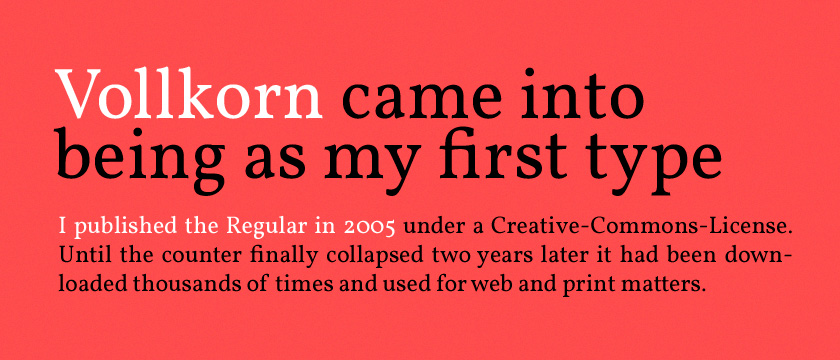 Vollkorn came into
being as my first type
I published the Regular in 2005 under a Creative-Commons-License.
Until the counter finally collapsed two years later it had been down-
loaded thousands of times and used for web and print matters.